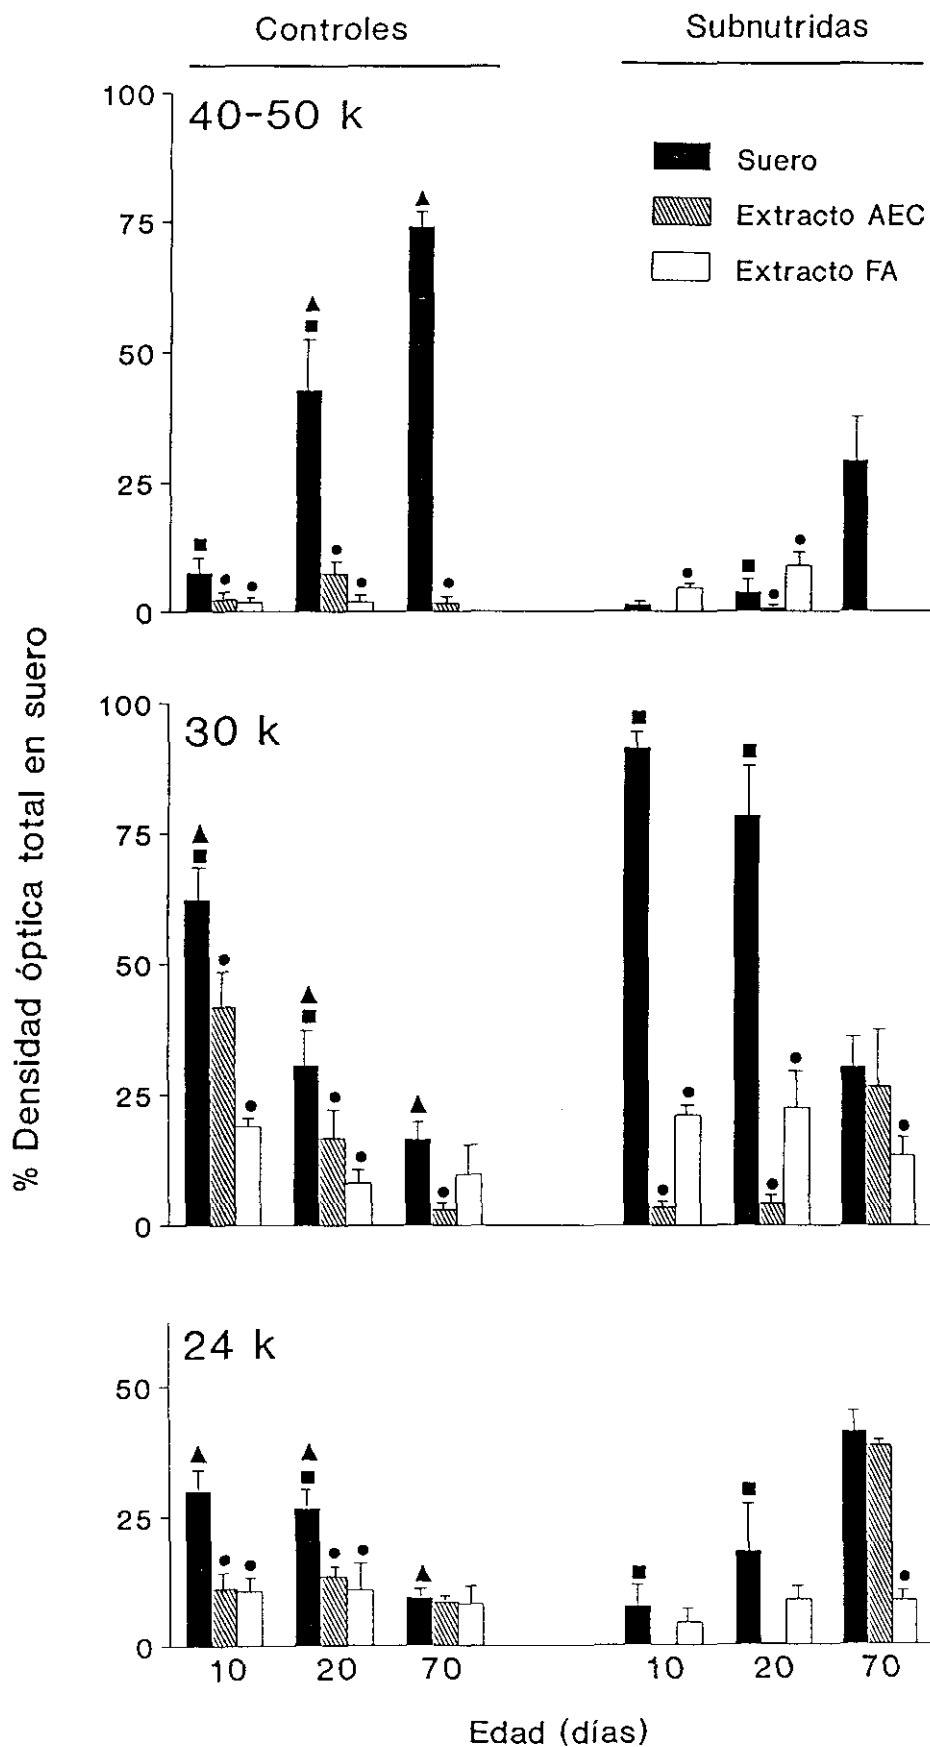 Controles
Subnutridas
100
40-50 k
Suero
75
Extracto AEC
Extracto FA
50
25
0
% Densidad óptica total en suero
100
30 k
75
50
25
0
24 k
50
25
0
10 20 70 10 20 70
Edad (días)